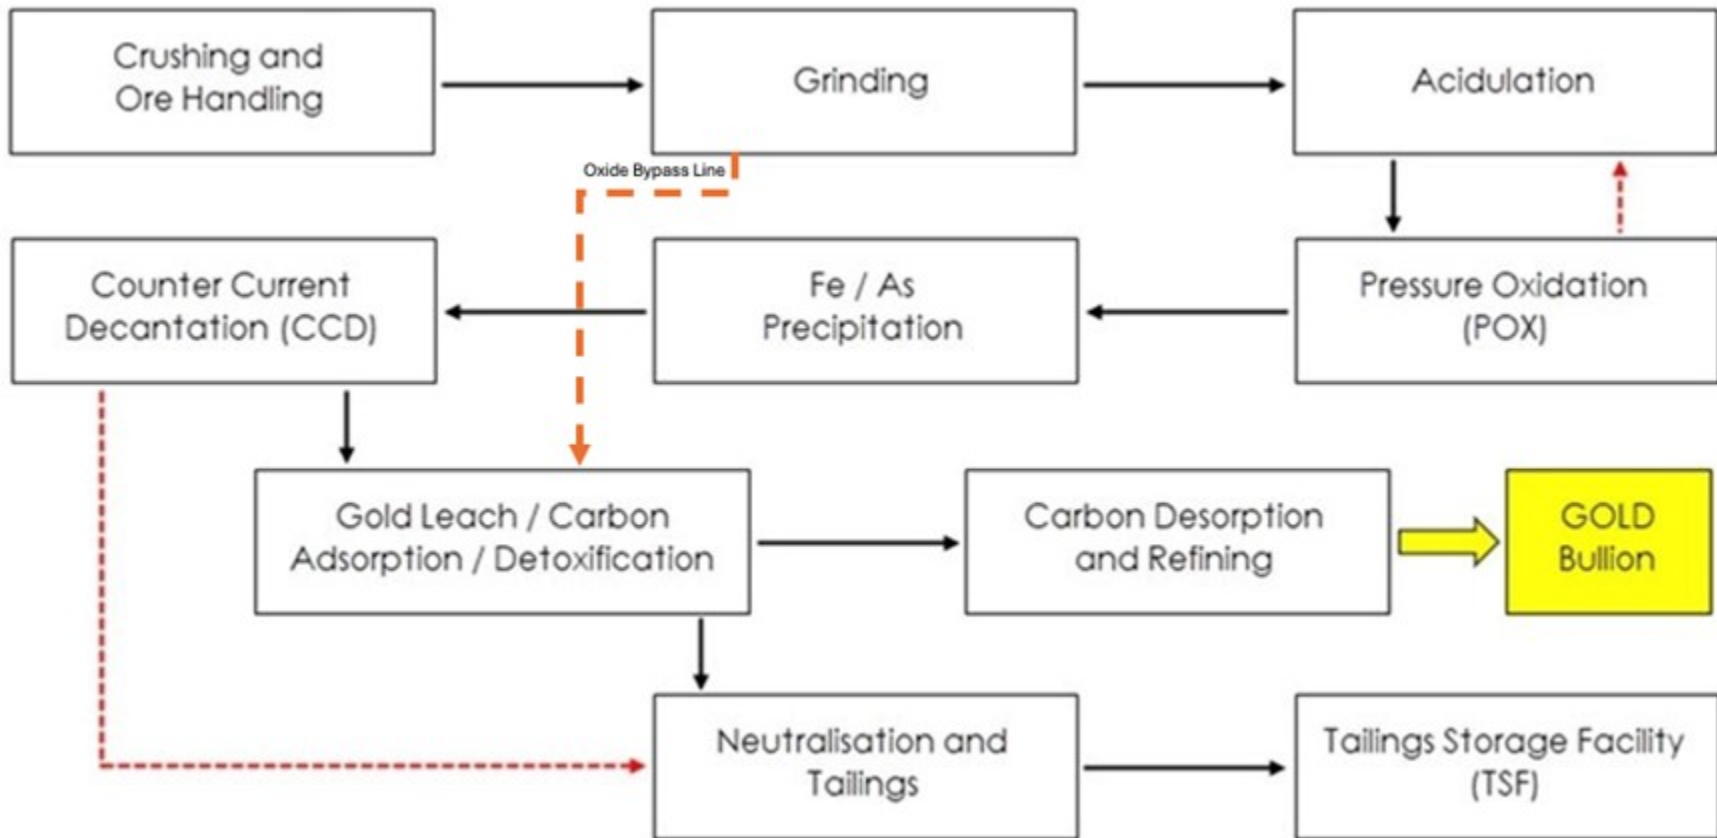 Crushing and
Ore Handling
Grinding
Acidulation
Oxide Bypass Line
Counter Current
Decantation (CCD)
Fe / As
Precipitation
Pressure Oxidation
(POX)
Gold Leach / Carbon
Adsorption / Detoxification
Carbon Desorption
and Refining
GOLD
Bullion
Neutralisation and
Tailings
Tailings Storage Facility
(TSF)